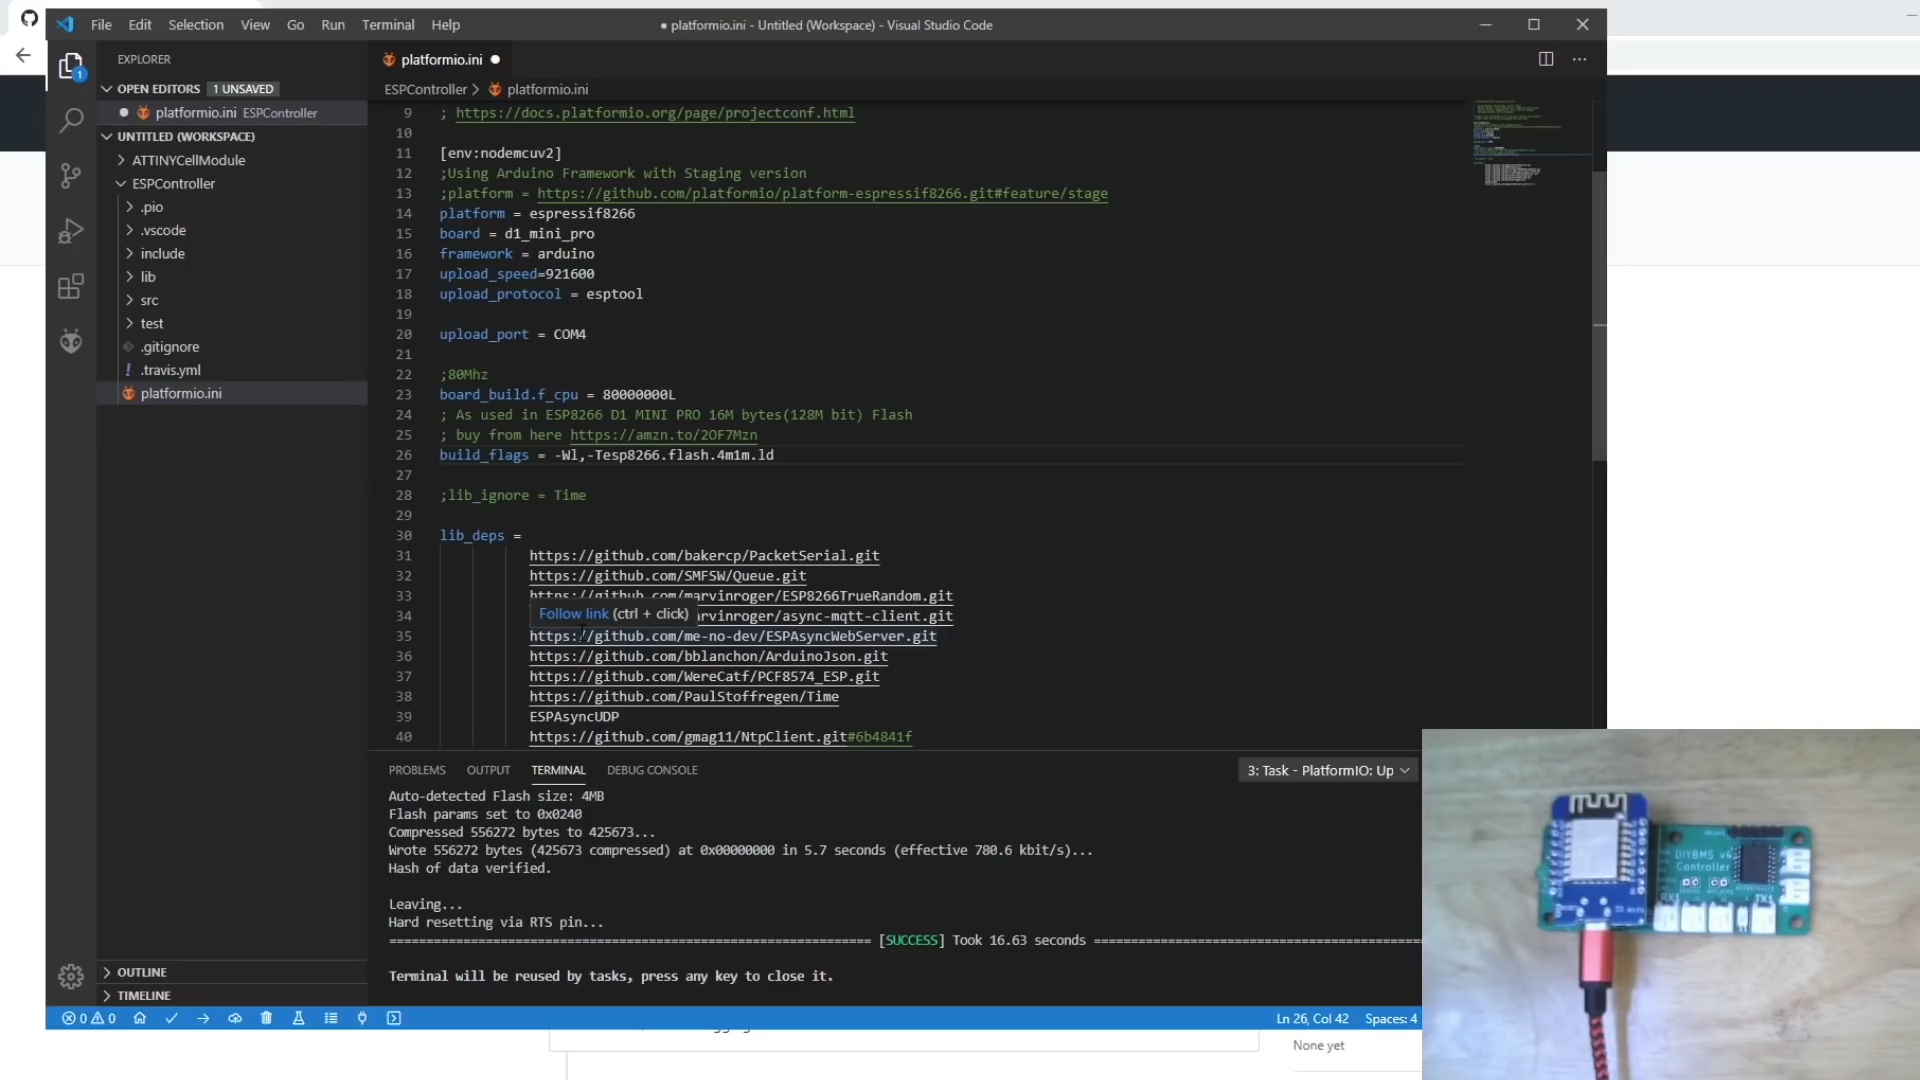 File Edit Selection View Go Run Terminal Help
● platformio.ini - Untitled (Workspace) - Visual Studio Code
EXPLORER
OPEN EDITORS 1 UNSAVED
platformio.ini ESPController
UNTITLED (WORKSPACE)
ATTINYCellModule
ESPController
.pio
.vscode
include
lib
src
test
.gitignore
.travis.yml
platformio.ini
OUTLINE
TIMELINE
platformio.ini
ESPController > platformio.ini
9 ; https://docs.platformio.org/page/projectconf.html
10
11 [env:nodemcuv2]
12 ;Using Arduino Framework with Staging version
13 ;platform = https://github.com/platformio/platform-espressif8266.git#feature/stage
14 platform = espressif8266
15 board = d1_mini_pro
16 framework = arduino
17 upload_speed=921600
18 upload_protocol = esptool
19
20 upload_port = COM4
21
22 ;80Mhz
23 board_build.f_cpu = 80000000L
24 ; As used in ESP8266 D1 MINI PRO 16M bytes(128M bit) Flash
25 ; buy from here https://amzn.to/2OF7Mzn
26 build_flags = -Wl,-Tesp8266.flash.4m1m.ld
27
28 ;lib_ignore = Time
29
30 lib_deps =
31 https://github.com/bakercp/PacketSerial.git
32 https://github.com/SMFSW/Queue.git
33 https://github.com/marvinroger/ESP8266TrueRandom.git
Follow link (ctrl + click)
34 arvinroger/async-mqtt-client.git
35 https://github.com/me-no-dev/ESPAsyncWebServer.git
36 https://github.com/bblanchon/ArduinoJson.git
37 https://github.com/WereCatf/PCF8574_ESP.git
38 https://github.com/PaulStoffregen/Time
39 ESPAsyncUDP
40 https://github.com/gmag11/NtpClient.git#6b4841f
PROBLEMS OUTPUT TERMINAL DEBUG CONSOLE 3: Task - PlatformIO: Up
Auto-detected Flash size: 4MB
Flash params set to 0x0240
Compressed 556272 bytes to 425673...
Wrote 556272 bytes (425673 compressed) at 0x00000000 in 5.7 seconds (effective 780.6 kbit/s)...
Hash of data verified.
Leaving...
Hard resetting via RTS pin...
[SUCCESS] Took 16.63 seconds
Terminal will be reused by tasks, press any key to close it.
0 0 Ln 26, Col 42 Spaces: 4
None yet
DIYBMS v4
Controller
RX1 TX1